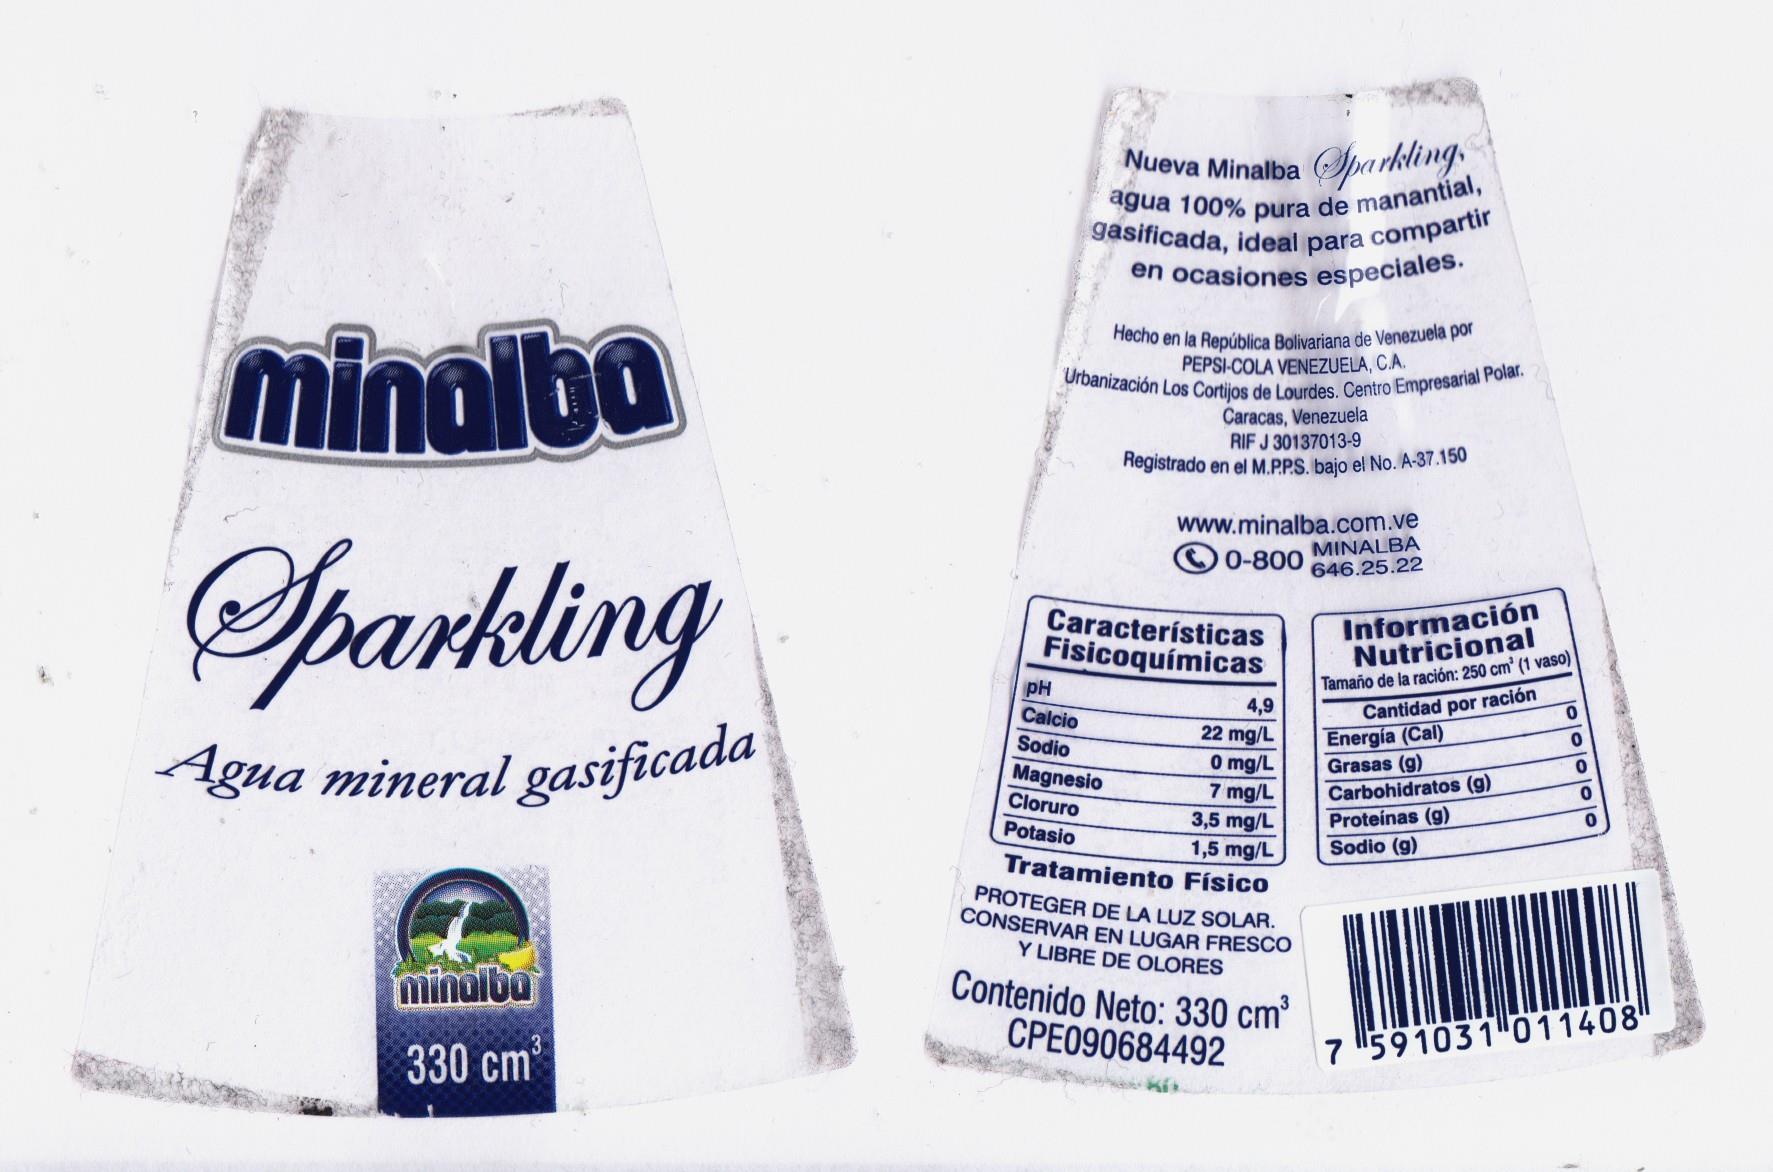 minalba
Sparkling
Agua mineral gasificada
minalba
330 cm³
Nueva Minalba Sparkling,
agua 100% pura de manantial,
gasificada, ideal para compartir
en ocasiones especiales.
Hecho en la República Bolivariana de Venezuela por
PEPSI-COLA VENEZUELA, C.A.
Urbanización Los Cortijos de Lourdes. Centro Empresarial Polar.
Caracas, Venezuela
RIF J 30137013-9
Registrado en el M.P.P.S. bajo el No. A-37.150
www.minalba.com.ve
0-800 MINALBA
646.25.22
Características
Fisicoquímicas
pH 4,9
Calcio 22 mg/L
Sodio 0 mg/L
Magnesio 7 mg/L
Cloruro 3,5 mg/L
Potasio 1,5 mg/L
Información
Nutricional
Tamaño de la ración: 250 cm³ (1 vaso)
Cantidad por ración
Energía (Cal) 0
Grasas (g) 0
Carbohidratos (g) 0
Proteínas (g) 0
Sodio (g) 0
Tratamiento Físico
PROTEGER DE LA LUZ SOLAR.
CONSERVAR EN LUGAR FRESCO
Y LIBRE DE OLORES
Contenido Neto: 330 cm³
CPE090684492
7 591031 011408